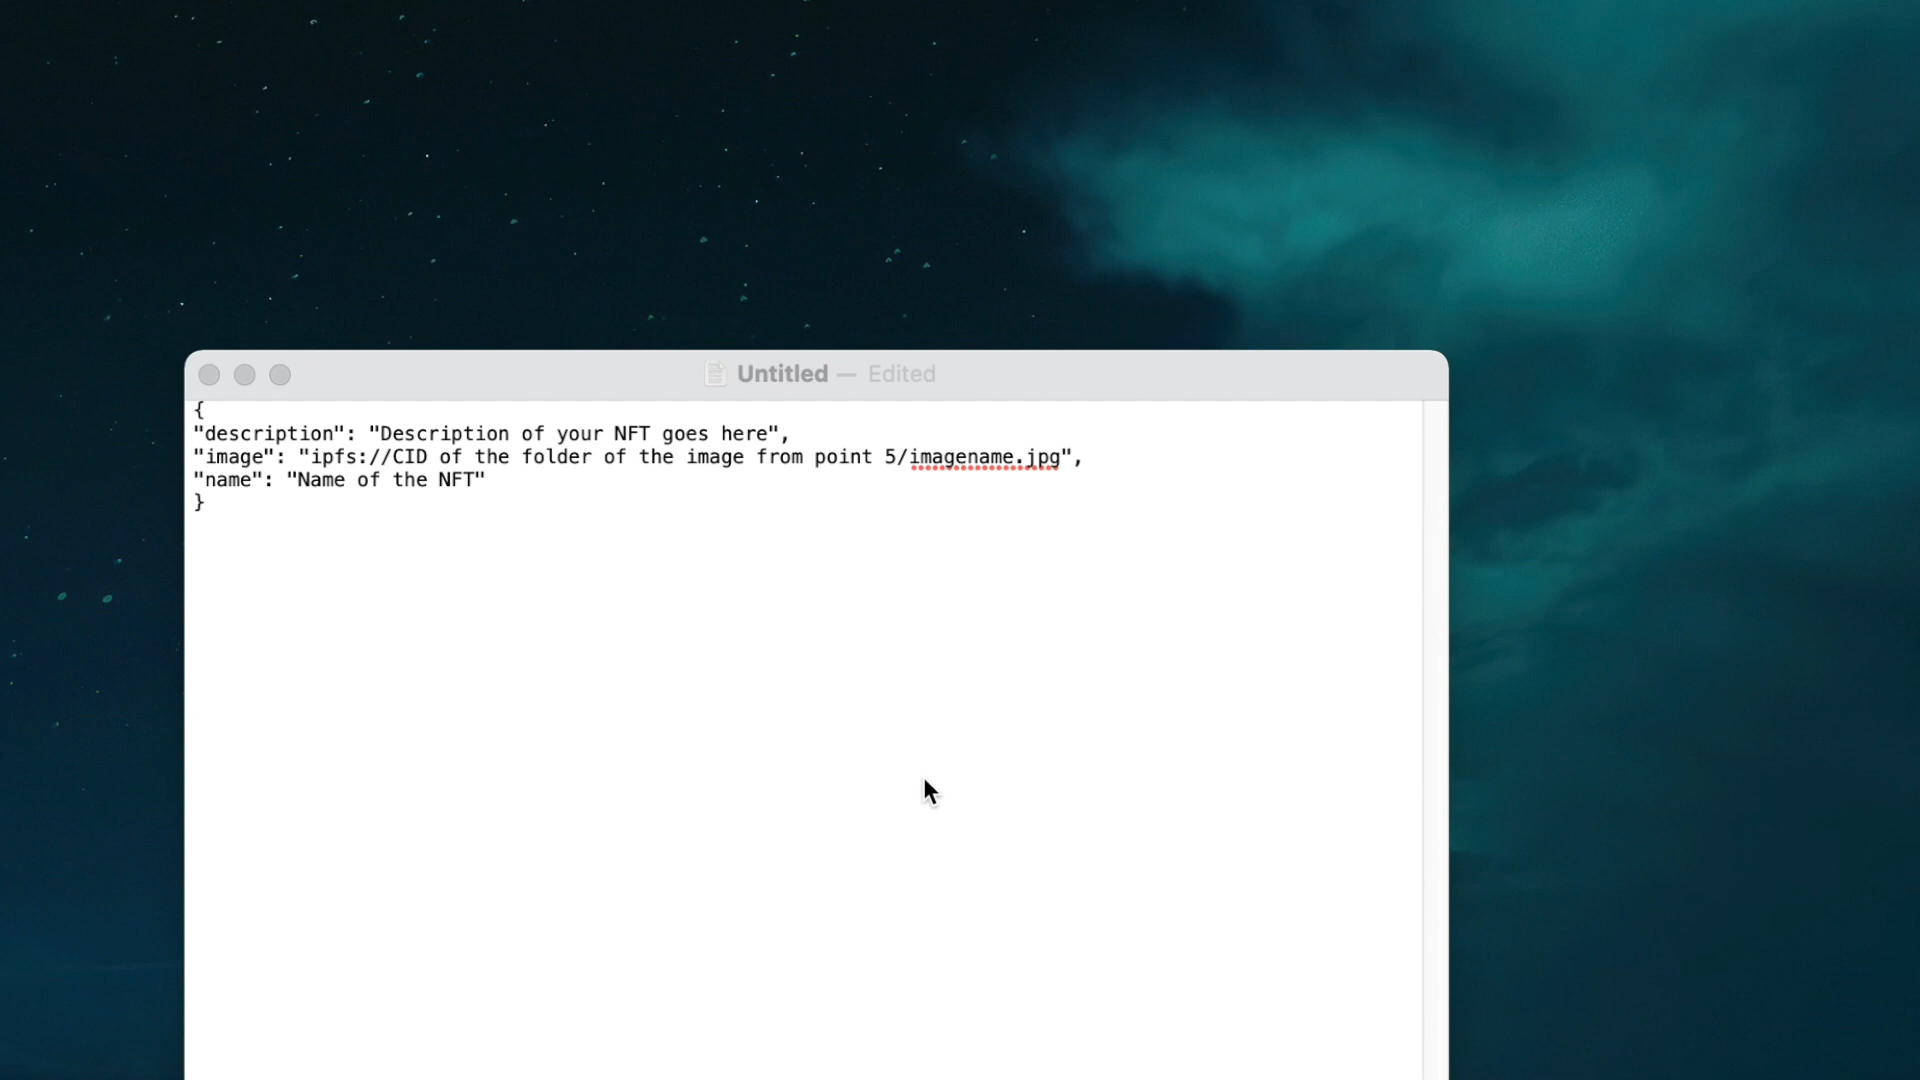 Untitled — Edited
{
"description": "Description of your NFT goes here",
"image": "ipfs://CID of the folder of the image from point 5/imagename.jpg",
"name": "Name of the NFT"
}